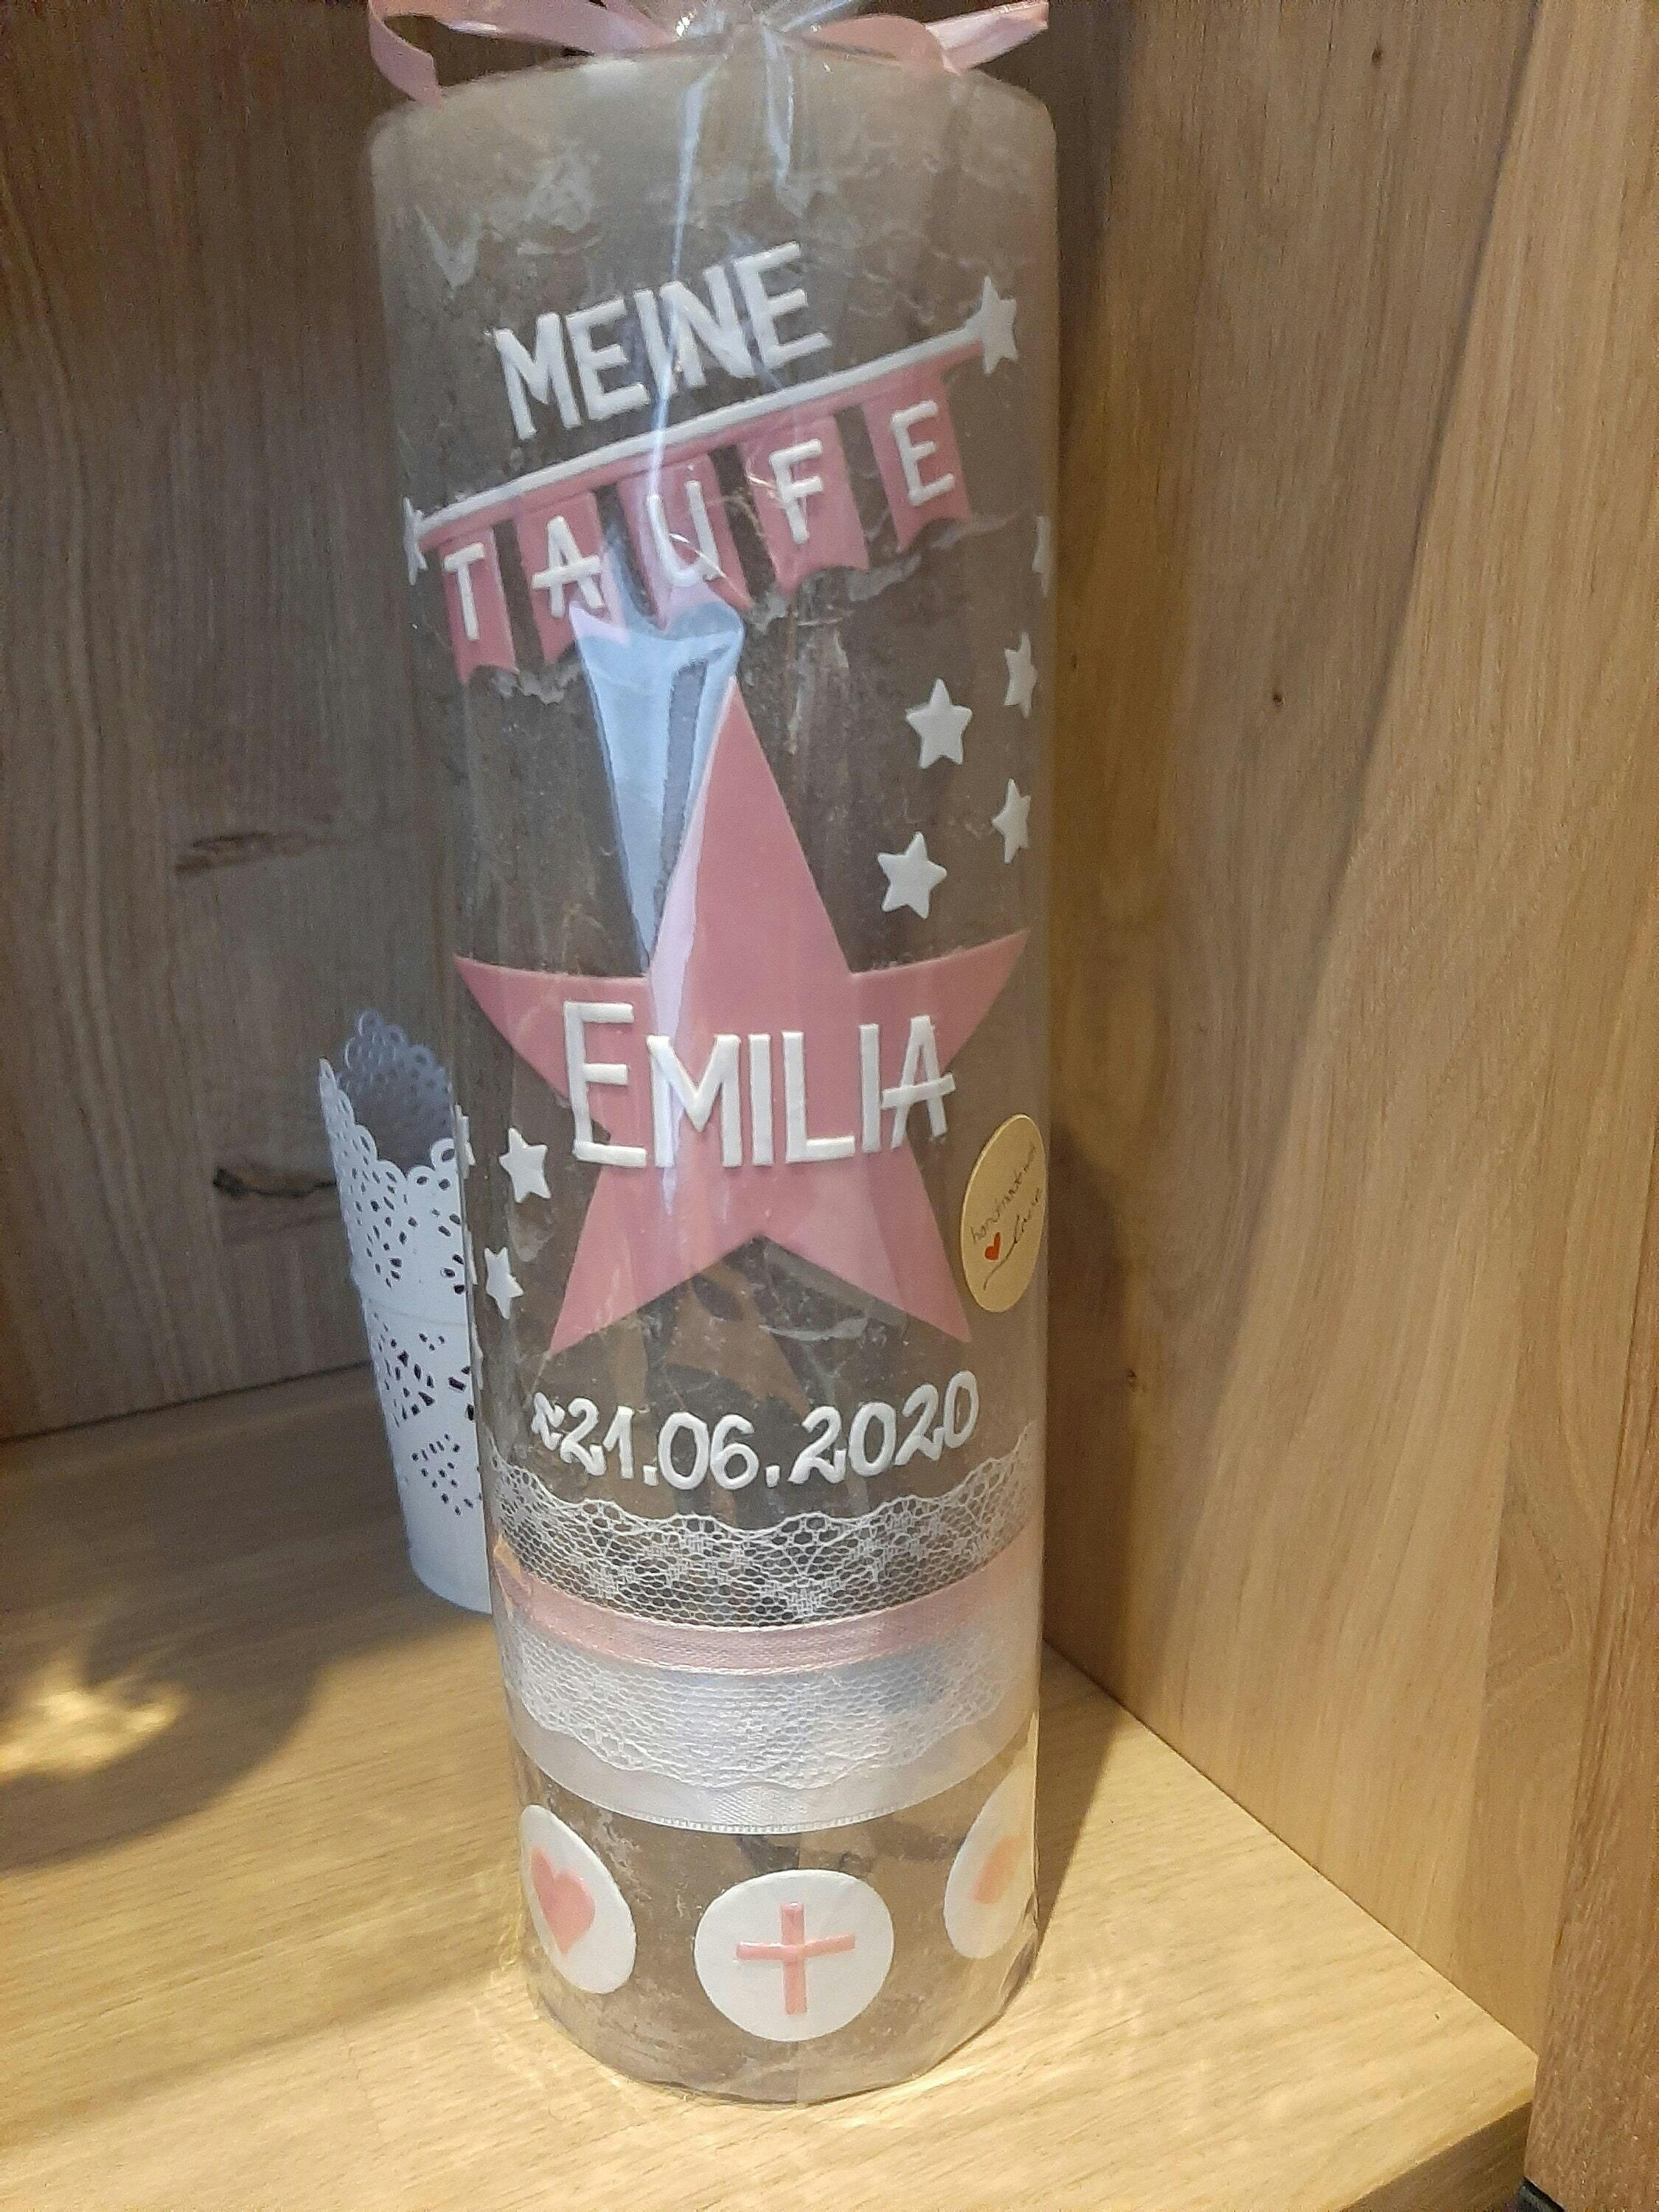 MEINE
TAUFE
EMILIA
~21.06.2020